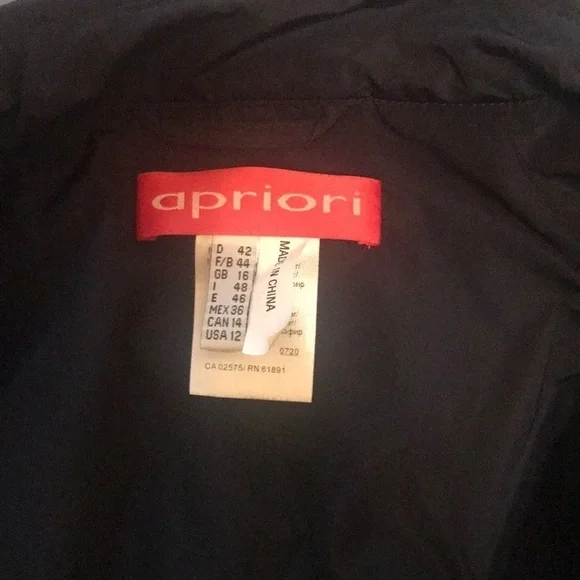 apriori
D 42
F/B 44
GB 16
I 48
E 46
MEX 36
CAN 14
USA 12
IN CHINA
0720
CA 02575/ RN 61891